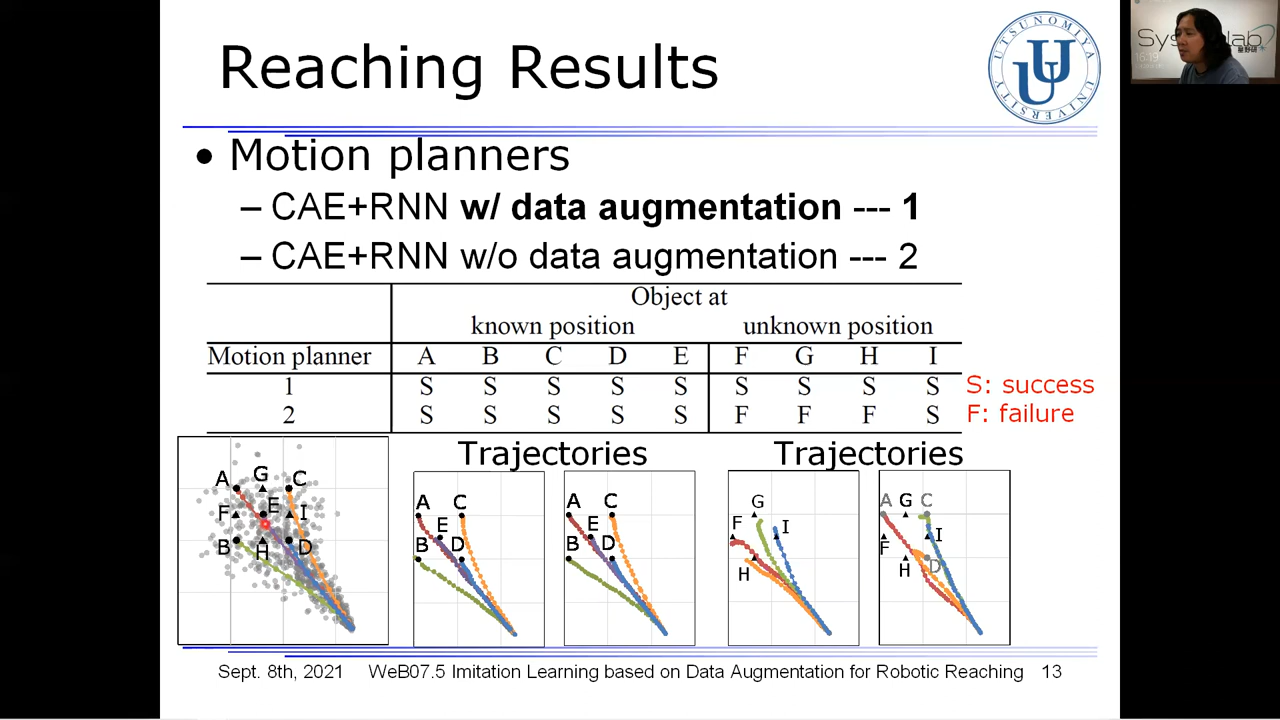 Reaching Results
UTSUNOMIYA UNIVERSITY
• Motion planners
– CAE+RNN w/ data augmentation --- 1
– CAE+RNN w/o data augmentation --- 2
Object at
known position unknown position
Motion planner A B C D E F G H I
1 S S S S S S S S S S: success
2 S S S S S F F F S F: failure
Trajectories Trajectories
A G C
F E I
B H D
A C
E
B D
A C
E
B D
G
F I
H
A G C
I
F
H D
Sept. 8th, 2021 WeB07.5 Imitation Learning based on Data Augmentation for Robotic Reaching 13